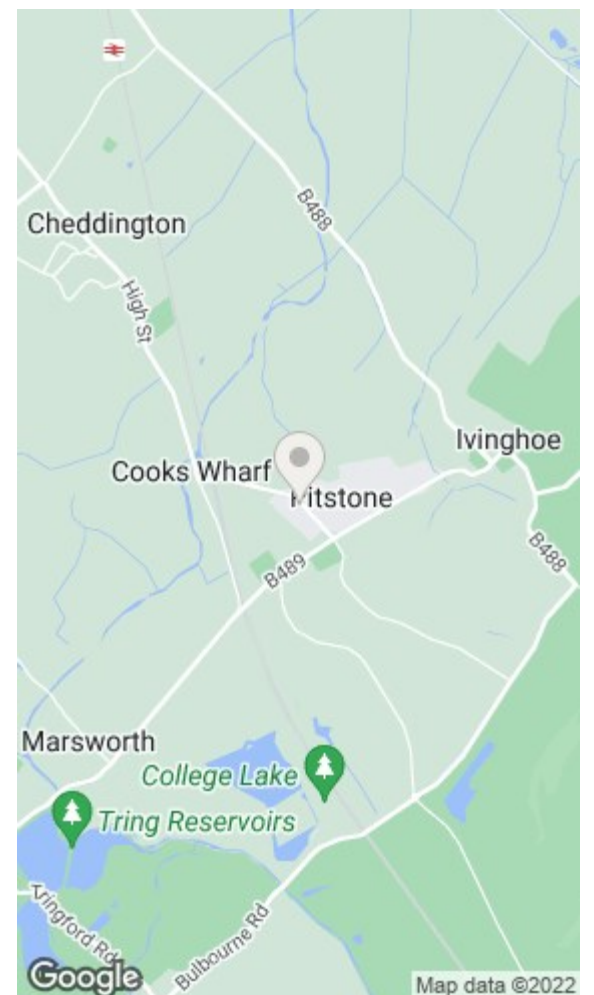 B488
Cheddington
High St
Ivinghoe
Cooks Wharf
Pitstone
B488
B489
Marsworth
College Lake
Tring Reservoirs
Tringford Rd
Bulbourne Rd
Google
Map data ©2022